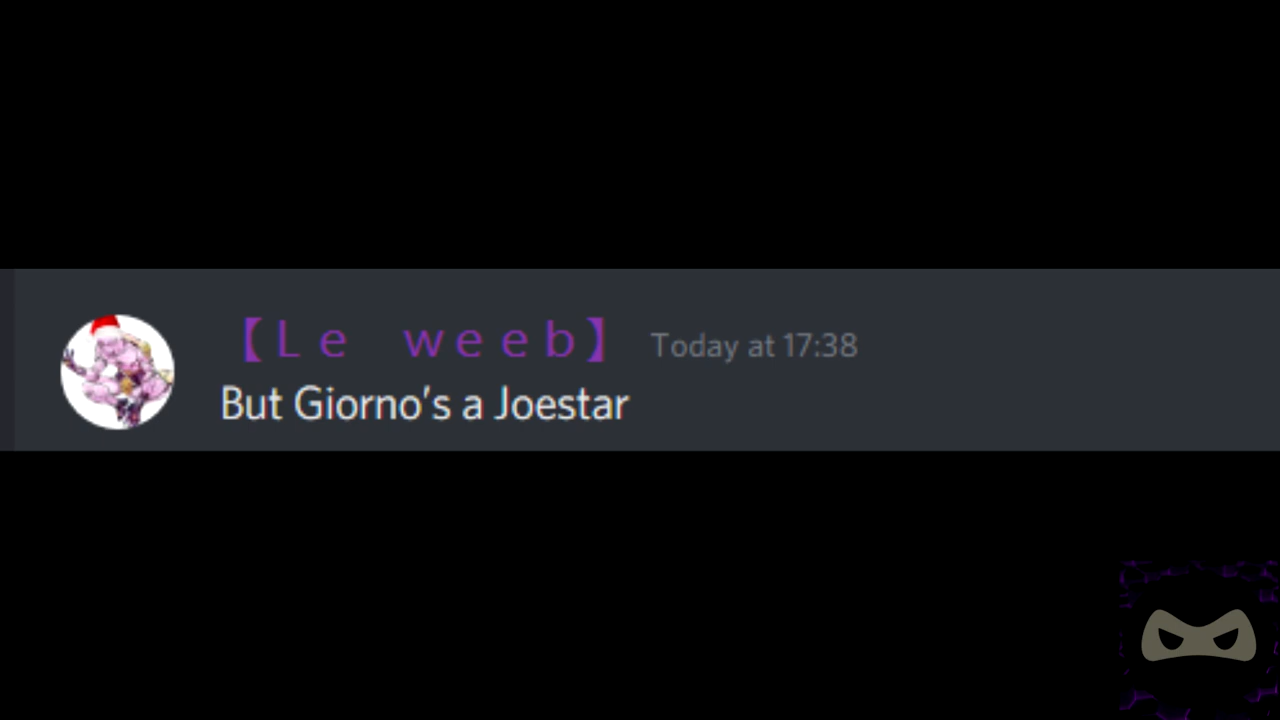 【Ｌｅ　ｗｅｅｂ】 Today at 17:38
But Giorno's a Joestar